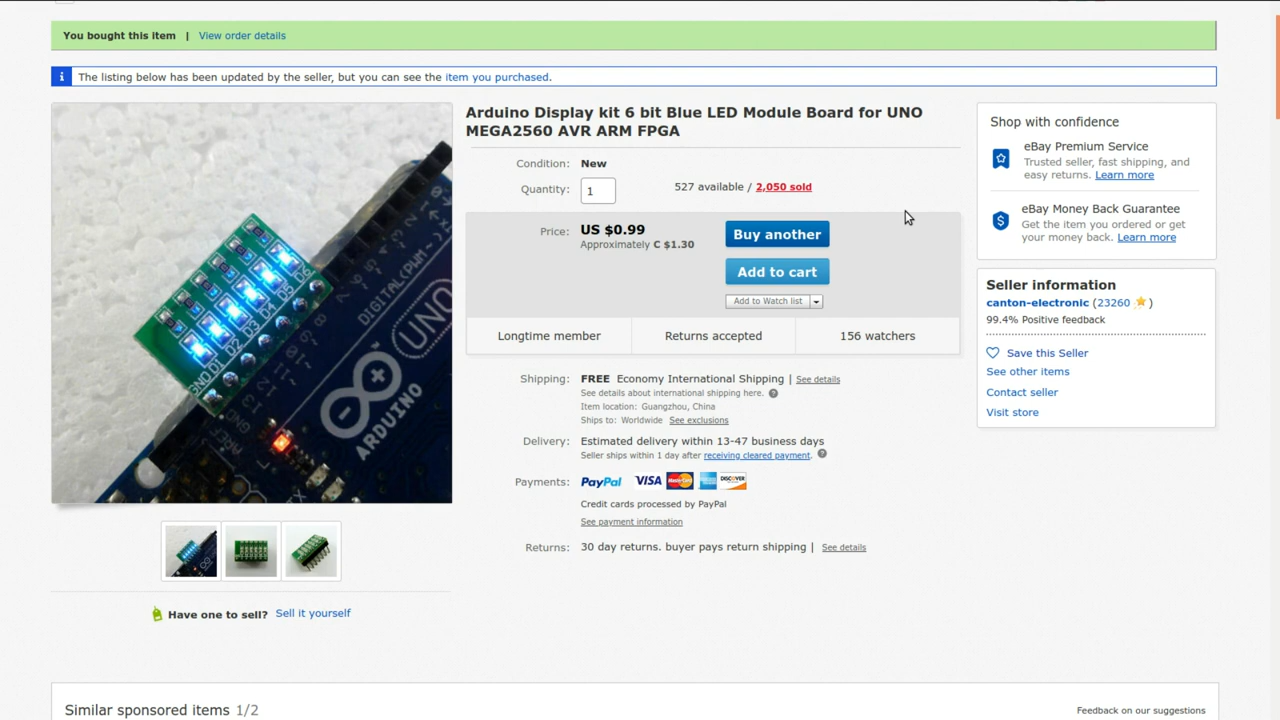 You bought this item | View order details
i The listing below has been updated by the seller, but you can see the item you purchased.
Arduino Display kit 6 bit Blue LED Module Board for UNO
MEGA2560 AVR ARM FPGA
Condition: New
Quantity: 1 527 available / 2,050 sold
Price: US $0.99
Approximately C $1.30
Buy another
Add to cart
Add to Watch list
Longtime member Returns accepted 156 watchers
Shipping: FREE Economy International Shipping | See details
See details about international shipping here. ?
Item location: Guangzhou, China
Ships to: Worldwide See exclusions
Delivery: Estimated delivery within 13-47 business days
Seller ships within 1 day after receiving cleared payment. ?
Payments: PayPal VISA MasterCard DISCOVER
Credit cards processed by PayPal
See payment information
Returns: 30 day returns. buyer pays return shipping | See details
Shop with confidence
eBay Premium Service
Trusted seller, fast shipping, and
easy returns. Learn more
eBay Money Back Guarantee
Get the item you ordered or get
your money back. Learn more
Seller information
canton-electronic (23260 )
99.4% Positive feedback
Save this Seller
See other items
Contact seller
Visit store
GND D1 D2 D3 D4 D5 D6
DIGITAL (PWM~)
UNO
ARDUINO
Have one to sell? Sell it yourself
Similar sponsored items 1/2
Feedback on our suggestions